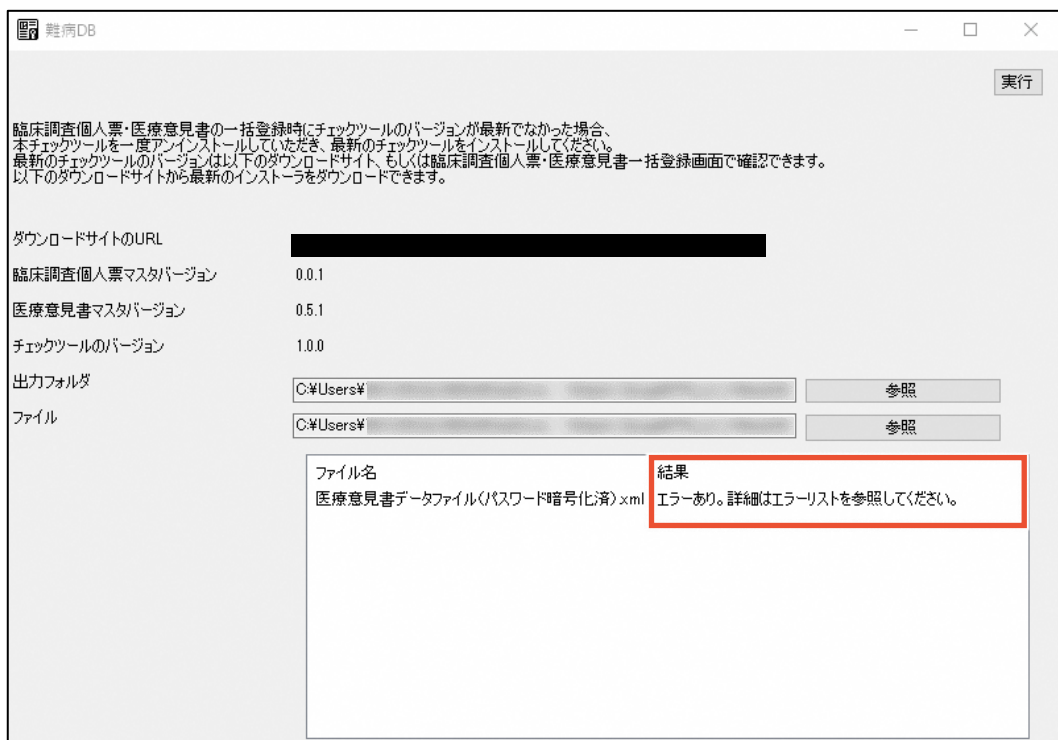 難病DB
実行
臨床調査個人票・医療意見書の一括登録時にチェックツールのバージョンが最新でなかった場合、
本チェックツールを一度アンインストールしていただき、最新のチェックツールをインストールしてください。
最新のチェックツールのバージョンは以下のダウンロードサイト、もしくは臨床調査個人票・医療意見書一括登録画面で確認できます。
以下のダウンロードサイトから最新のインストーラをダウンロードできます。
ダウンロードサイトのURL
臨床調査個人票マスタバージョン 0.0.1
医療意見書マスタバージョン 0.5.1
チェックツールのバージョン 1.0.0
出力フォルダ C:¥Users¥ 参照
ファイル C:¥Users¥ 参照
ファイル名 結果
医療意見書データファイル(パスワード暗号化済).xml エラーあり。詳細はエラーリストを参照してください。